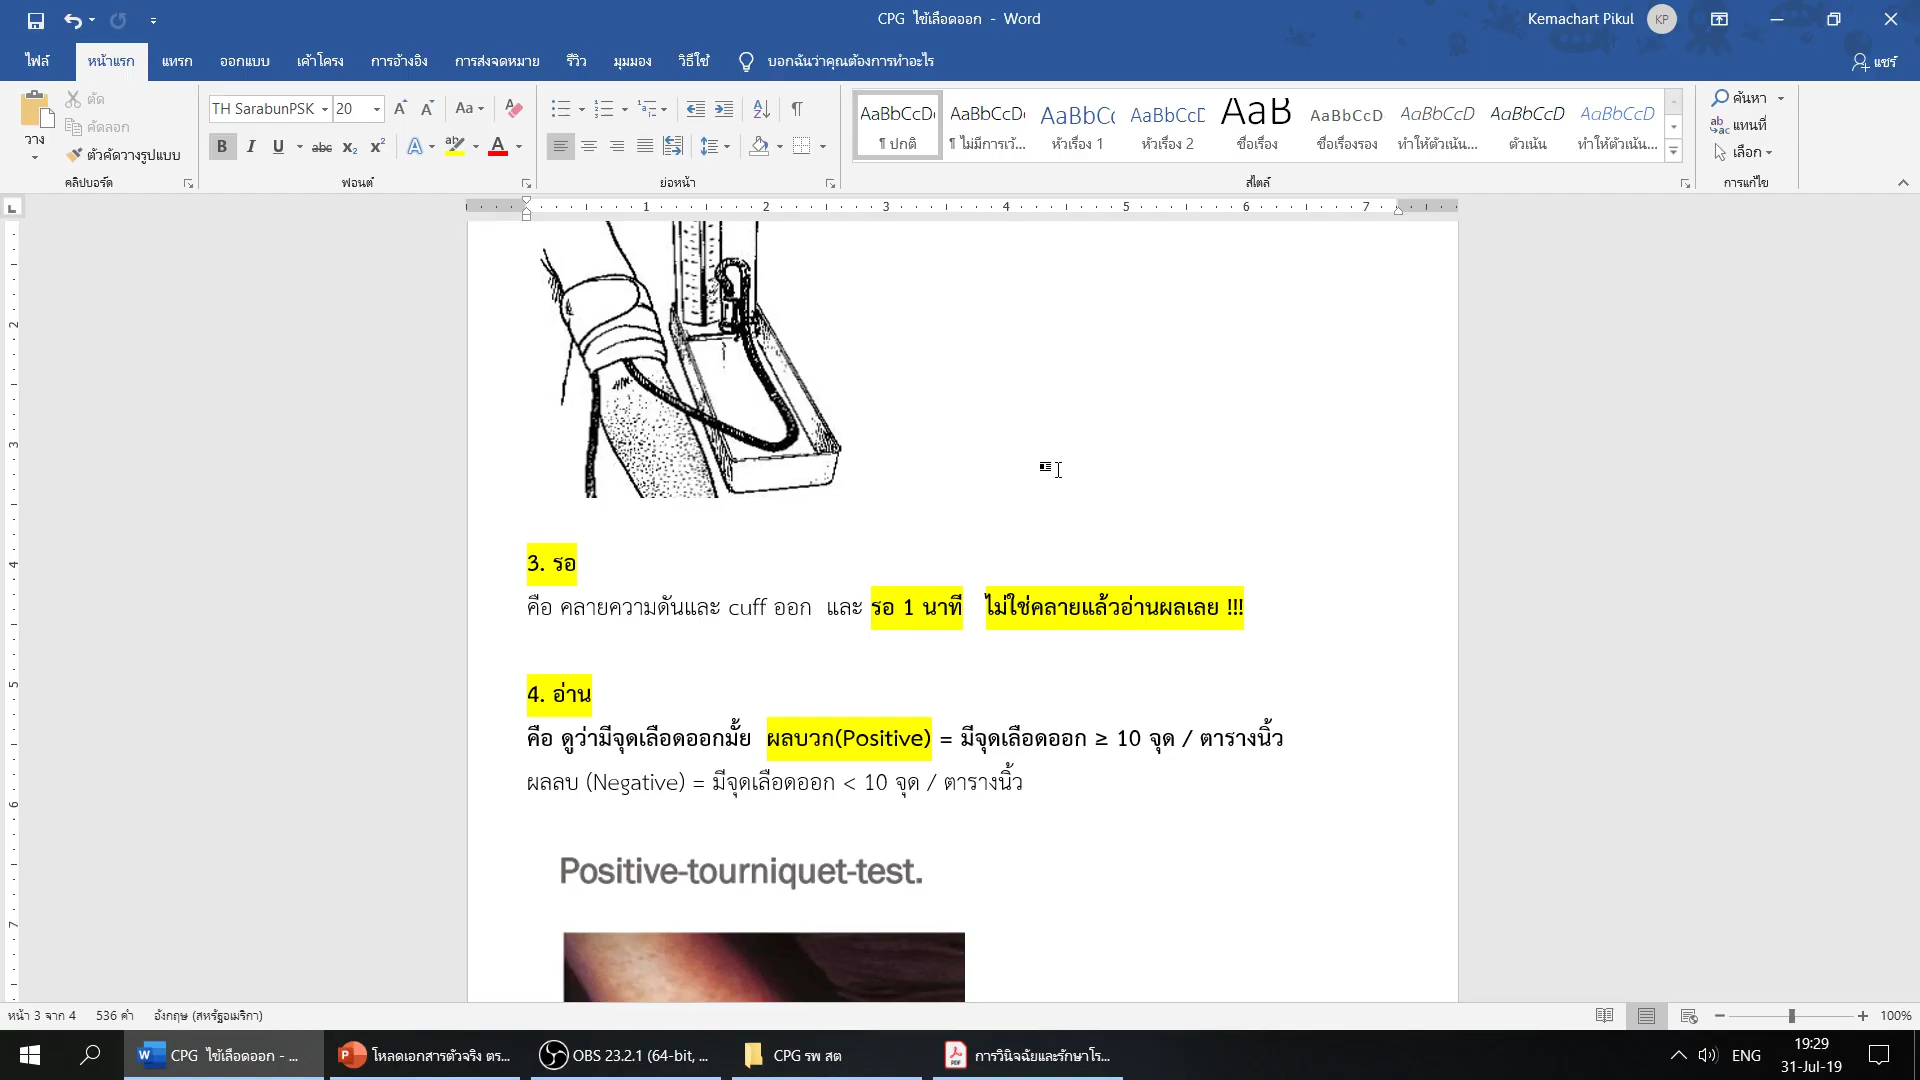 CPG ไข้เลือดออก - Word
Kemachart Pikul
KP
ไฟล์ หน้าแรก แทรก ออกแบบ เค้าโครง การอ้างอิง การส่งจดหมาย รีวิว มุมมอง วิธีใช้ บอกฉันว่าคุณต้องการทำอะไร แชร์
วาง
ตัด
คัดลอก
ตัวคัดวางรูปแบบ
คลิปบอร์ด
TH SarabunPSK 20
ฟอนต์
ย่อหน้า
¶ ปกติ
¶ ไม่มีการเว้...
หัวเรื่อง 1
หัวเรื่อง 2
ชื่อเรื่อง
ชื่อเรื่องรอง
ทำให้ตัวเน้น...
ตัวเน้น
ทำให้ตัวเน้น...
สไตล์
ค้นหา
แทนที่
เลือก
การแก้ไข
1 2 3 4 5 6 7
3. รอ
คือ คลายความดันและ cuff ออก และ รอ 1 นาที ไม่ใช่คลายแล้วอ่านผลเลย !!!
4. อ่าน
คือ ดูว่ามีจุดเลือดออกมั้ย ผลบวก(Positive) = มีจุดเลือดออก ≥ 10 จุด / ตารางนิ้ว
ผลลบ (Negative) = มีจุดเลือดออก < 10 จุด / ตารางนิ้ว
Positive-tourniquet-test.
หน้า 3 จาก 4 536 คำ อังกฤษ (สหรัฐอเมริกา) 100%
CPG ไข้เลือดออก - ...
โหลดเอกสารตัวจริง ตร...
OBS 23.2.1 (64-bit, ...
CPG รพ สต
การวินิจฉัยและรักษาโร...
ENG
19:29
31-Jul-19